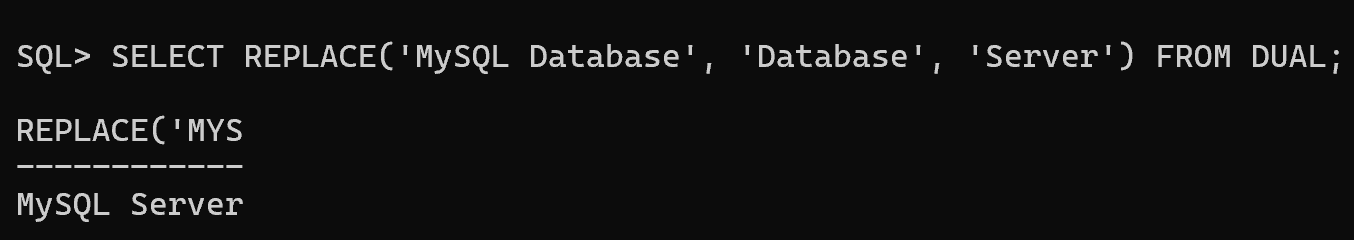 SQL> SELECT REPLACE('MySQL Database', 'Database', 'Server') FROM DUAL;
REPLACE('MYS
------------
MySQL Server